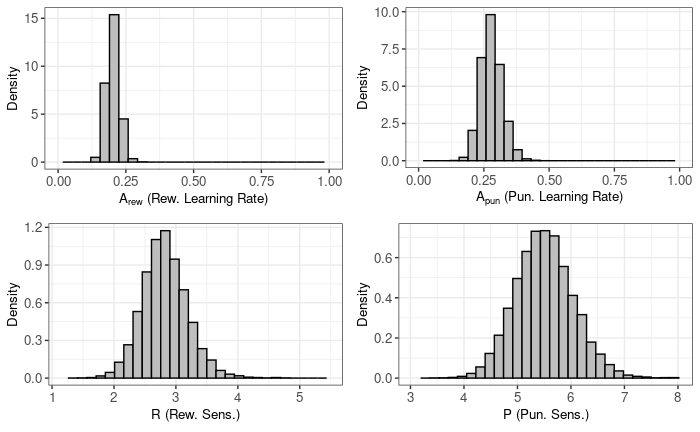 Density
15
10
5
0
0.00 0.25 0.50 0.75 1.00
A_rew (Rew. Learning Rate)
Density
10.0
7.5
5.0
2.5
0.0
0.00 0.25 0.50 0.75 1.00
A_pun (Pun. Learning Rate)
Density
1.2
0.9
0.6
0.3
0.0
1 2 3 4 5
R (Rew. Sens.)
Density
0.6
0.4
0.2
0.0
3 4 5 6 7 8
P (Pun. Sens.)